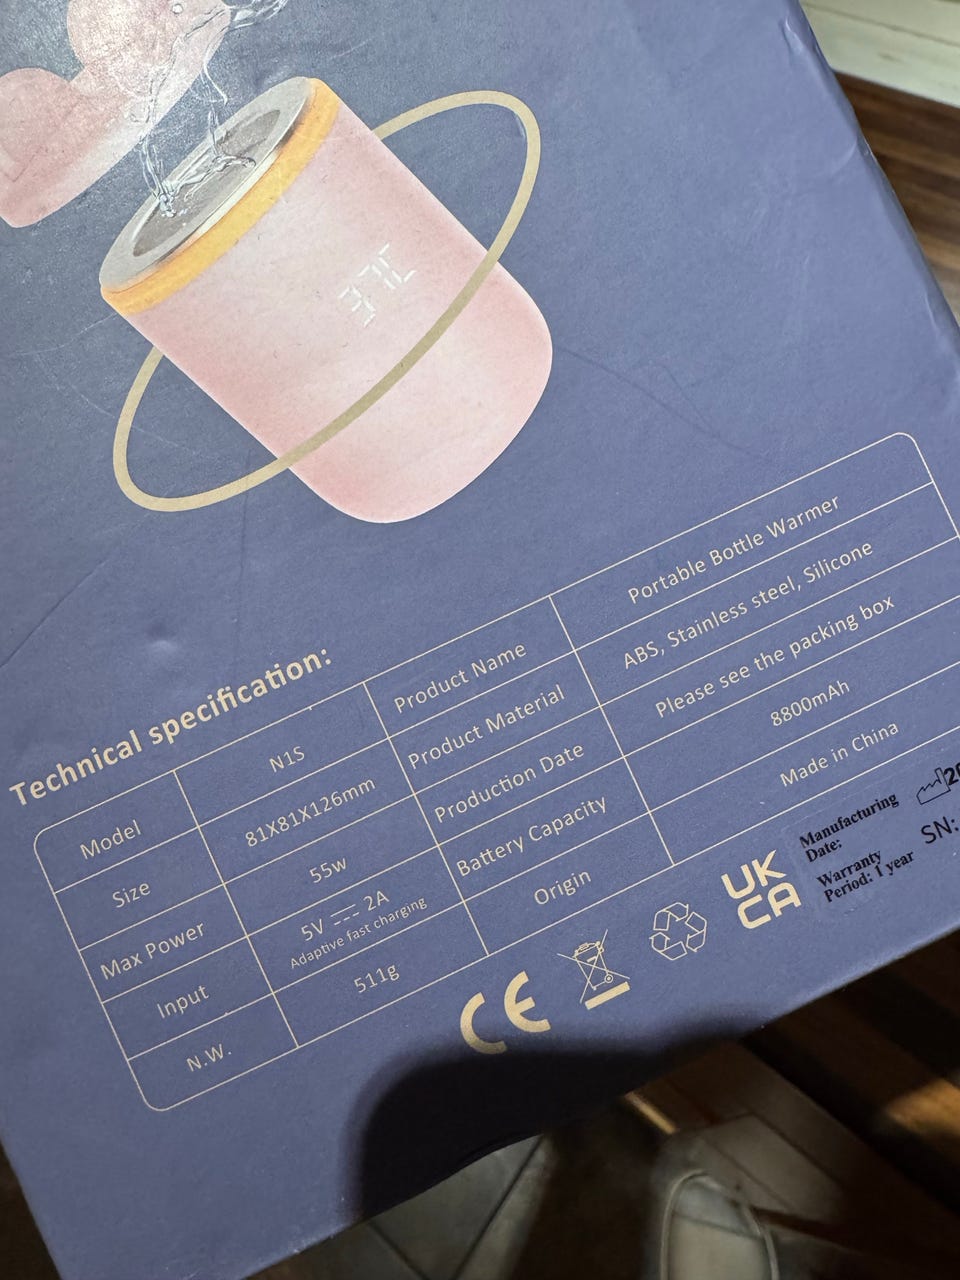 37C
Technical specification:
Model N1S Product Name Portable Bottle Warmer
Size 81X81X126mm Product Material ABS, Stainless steel, Silicone
Max Power 55w Production Date Please see the packing box
Input 5V 2A Battery Capacity 8800mAh
Adaptive fast charging
N.W. 511g Origin Made in China
CE
UK
CA
Manufacturing
Date:
Warranty
Period: 1 year
SN: